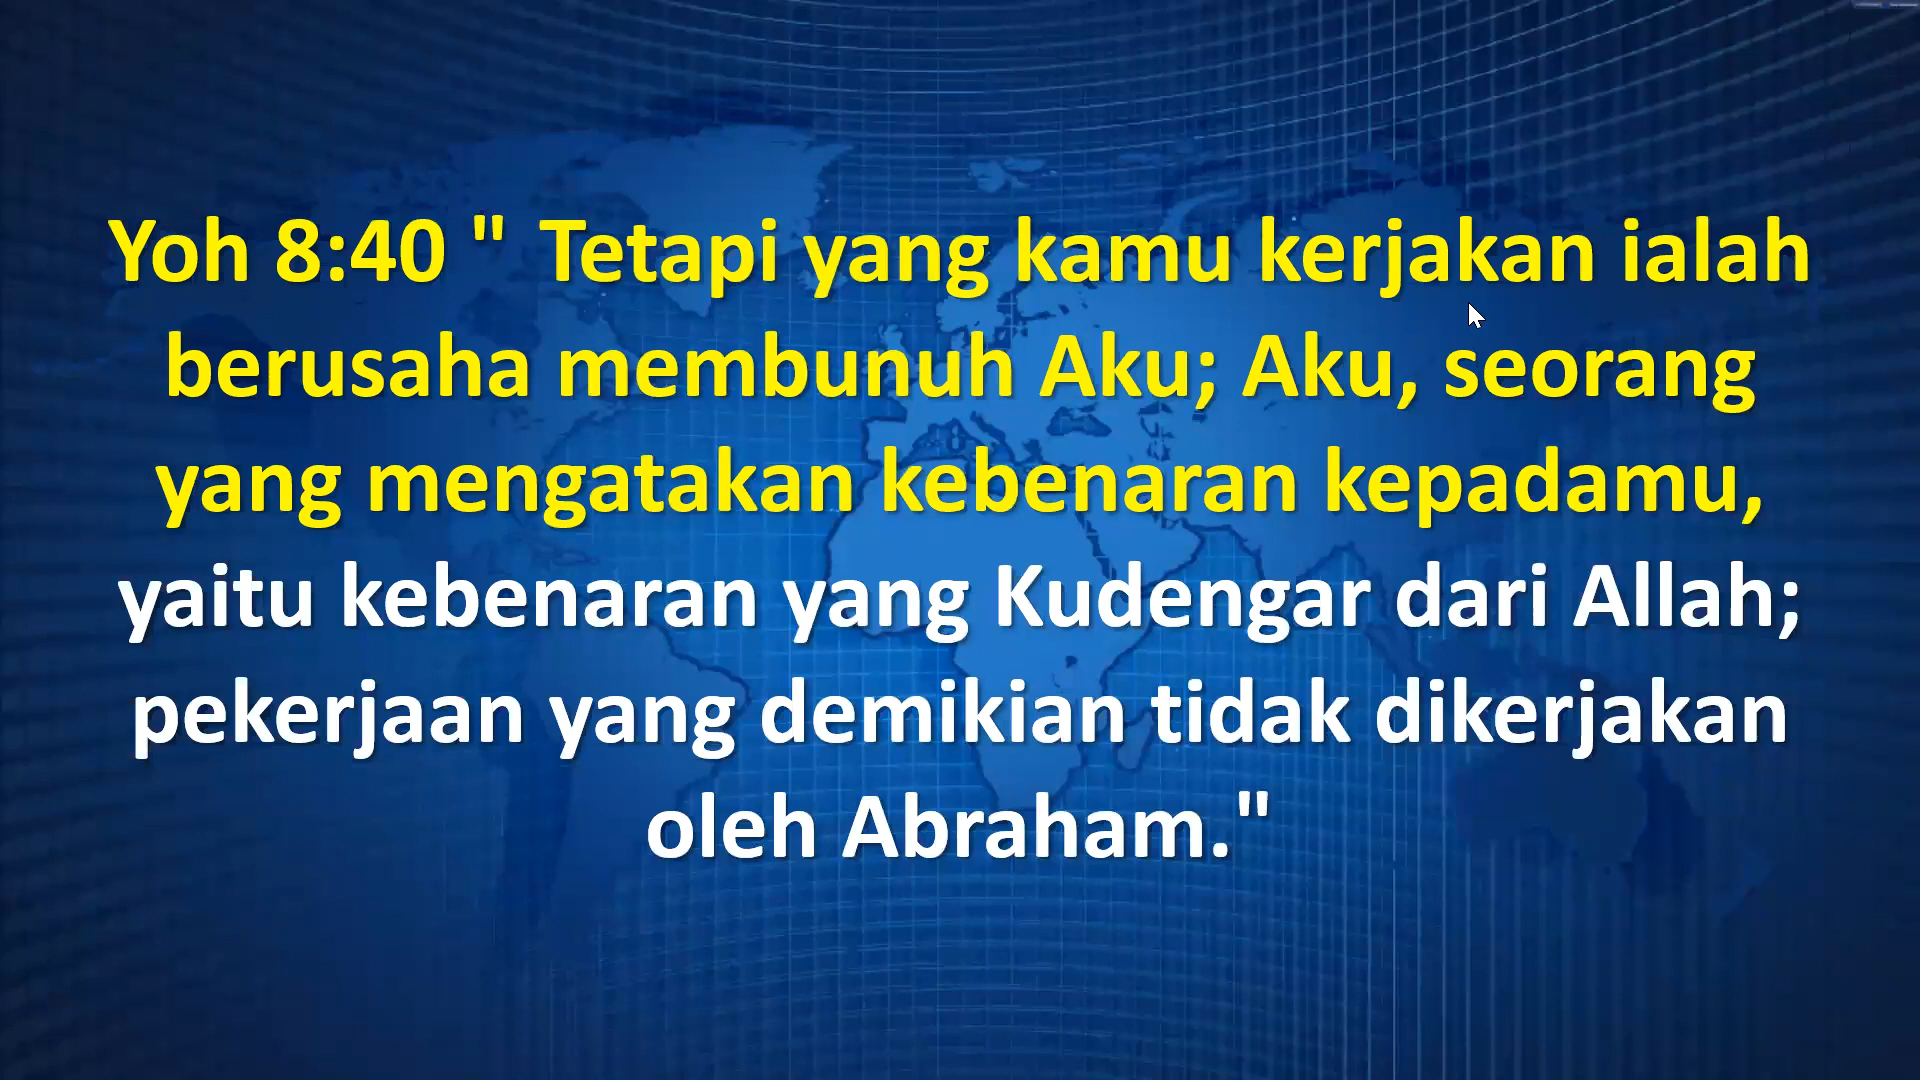 Yoh 8:40 " Tetapi yang kamu kerjakan ialah
berusaha membunuh Aku; Aku, seorang
yang mengatakan kebenaran kepadamu,
yaitu kebenaran yang Kudengar dari Allah;
pekerjaan yang demikian tidak dikerjakan
oleh Abraham."